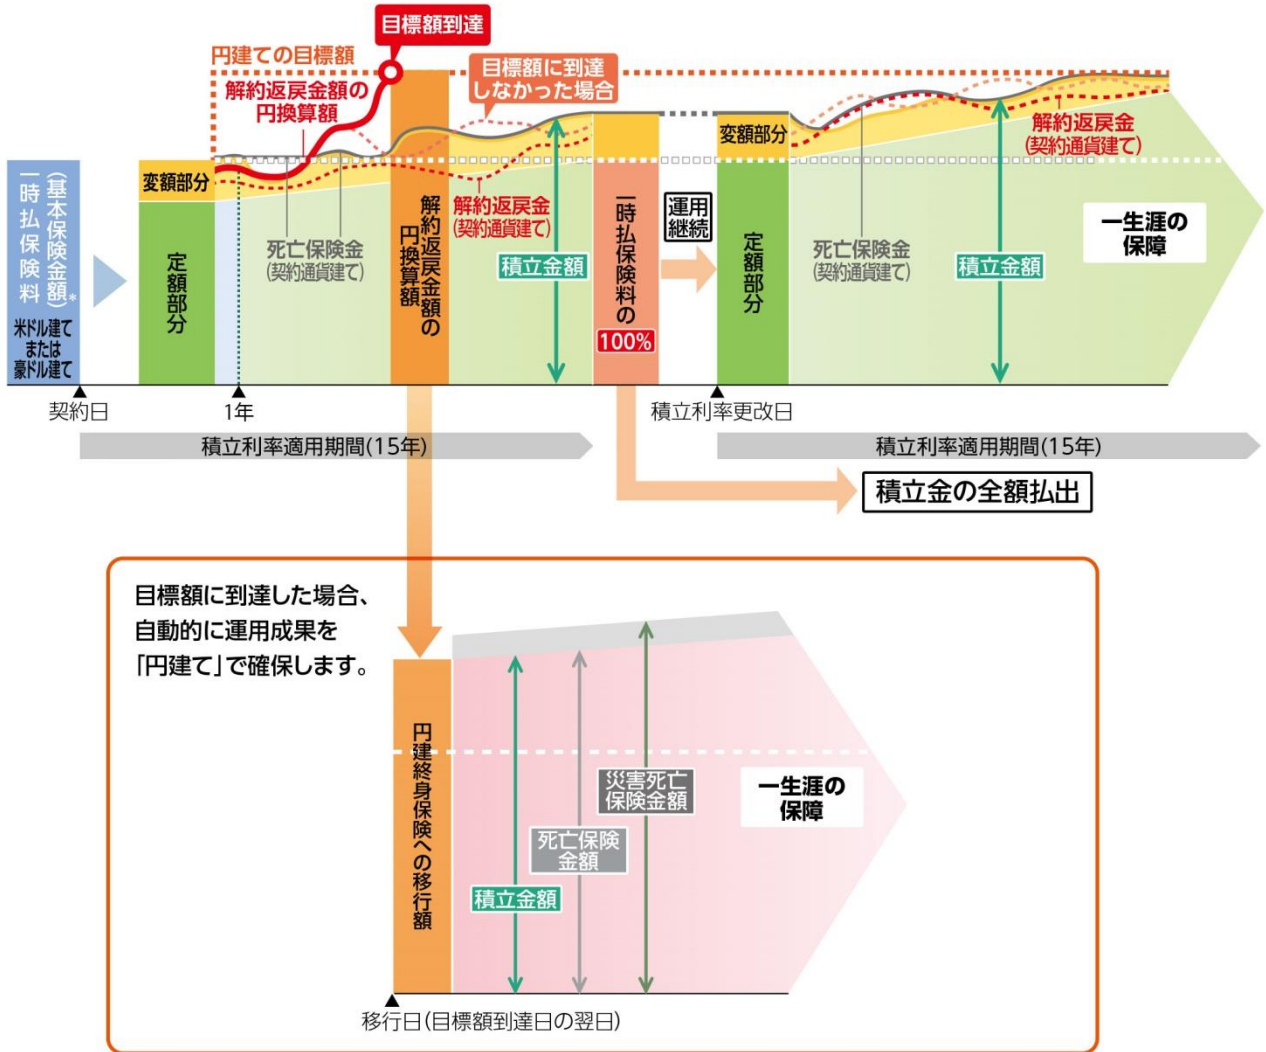 目標額到達
円建ての目標額
解約返戻金額の
円換算額
目標額に到達
しなかった場合
一時払保険料
(基本保険金額)*
米ドル建て
または
豪ドル建て
変額部分
定額部分
死亡保険金
(契約通貨建て)
解約返戻金額の
円換算額
解約返戻金
(契約通貨建て)
積立金額
一時払保険料の
100%
運用
継続
変額部分
定額部分
死亡保険金
(契約通貨建て)
解約返戻金
(契約通貨建て)
積立金額
一生涯の
保障
契約日
1年
積立利率更改日
積立利率適用期間(15年)
積立利率適用期間(15年)
積立金の全額払出
目標額に到達した場合、
自動的に運用成果を
「円建て」で確保します。
円建終身保険への移行額
積立金額
死亡保険
金額
災害死亡
保険金額
一生涯の
保障
移行日(目標額到達日の翌日)